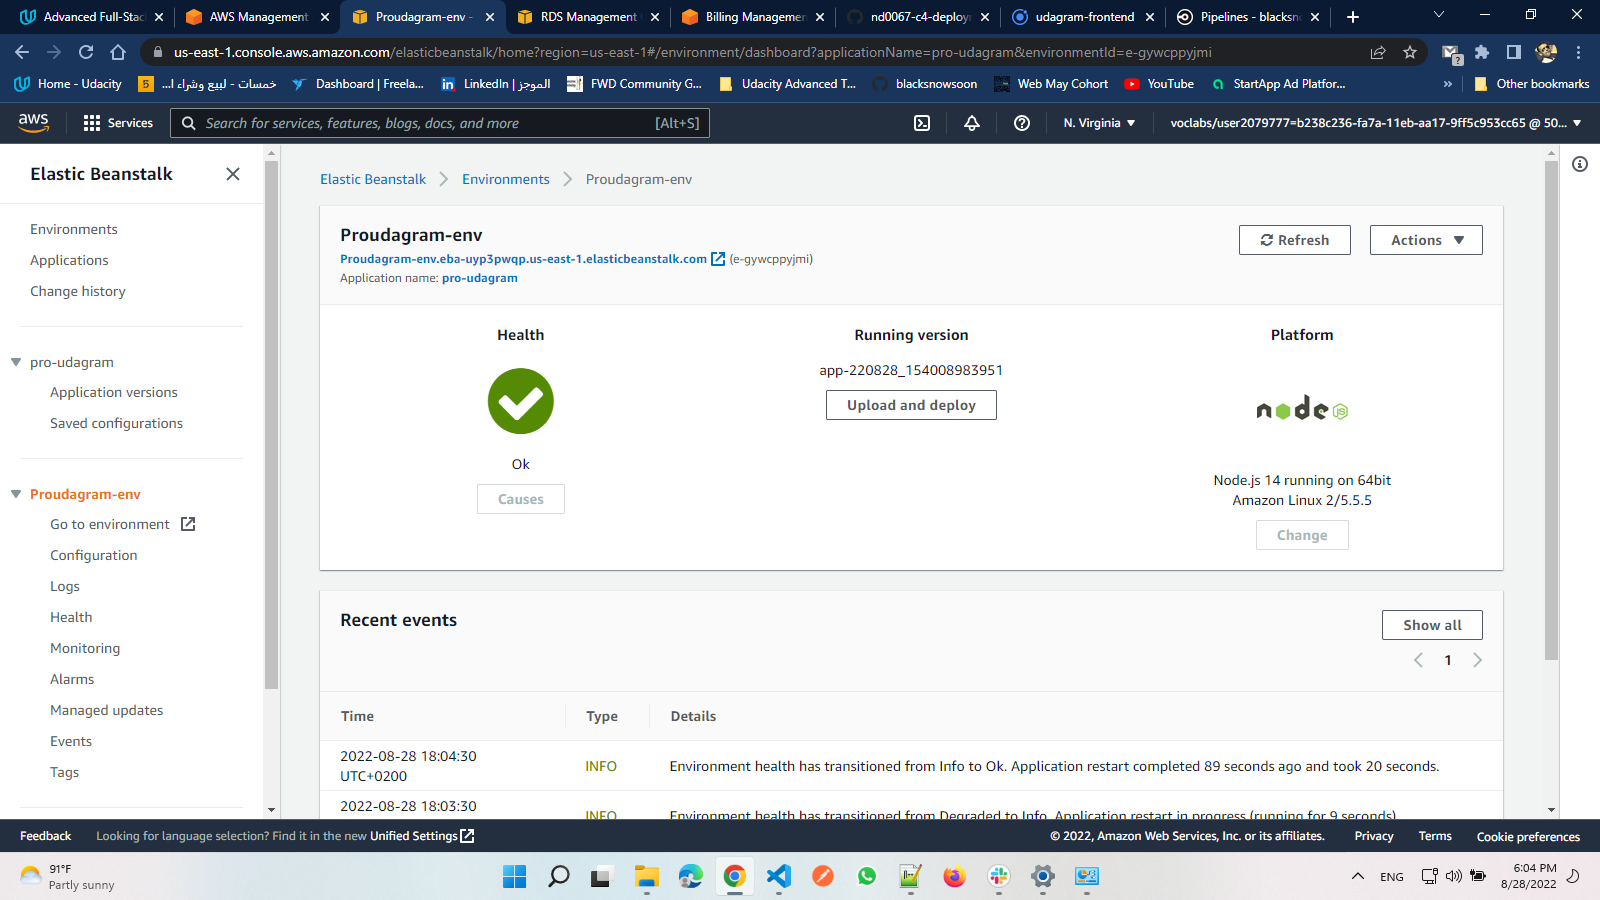 Advanced Full-Stac
AWS Management
Proudagram-env -
RDS Management
Billing Managemen
nd0067-c4-deploym
udagram-frontend
Pipelines - blacksno
us-east-1.console.aws.amazon.com/elasticbeanstalk/home?region=us-east-1#/environment/dashboard?applicationName=pro-udagram&environmentId=e-gywcppyjmi
Home - Udacity
5 خمسات - لبيع وشراء ا...
Dashboard | Freela...
الموجز | LinkedIn
FWD Community G...
Udacity Advanced T...
blacksnowsoon
Web May Cohort
YouTube
StartApp Ad Platfor...
»
Other bookmarks
aws
Services
Search for services, features, blogs, docs, and more [Alt+S]
N. Virginia
voclabs/user2079777=b238c236-fa7a-11eb-aa17-9ff5c953cc65 @ 50...
Elastic Beanstalk
Environments
Applications
Change history
pro-udagram
Application versions
Saved configurations
Proudagram-env
Go to environment
Configuration
Logs
Health
Monitoring
Alarms
Managed updates
Events
Tags
Elastic Beanstalk
Environments
Proudagram-env
Proudagram-env
Refresh
Actions
Proudagram-env.eba-uyp3pwqp.us-east-1.elasticbeanstalk.com (e-gywcppyjmi)
Application name: pro-udagram
Health
Ok
Causes
Running version
app-220828_154008983951
Upload and deploy
Platform
node JS
Node.js 14 running on 64bit
Amazon Linux 2/5.5.5
Change
Recent events
Show all
1
Time Type Details
2022-08-28 18:04:30
UTC+0200
INFO
Environment health has transitioned from Info to Ok. Application restart completed 89 seconds ago and took 20 seconds.
2022-08-28 18:03:30
INFO
Environment health has transitioned from Degraded to Info. Application restart in progress (running for 9 seconds).
Feedback
Looking for language selection? Find it in the new Unified Settings
© 2022, Amazon Web Services, Inc. or its affiliates.
Privacy
Terms
Cookie preferences
91°F
Partly sunny
ENG
6:04 PM
8/28/2022